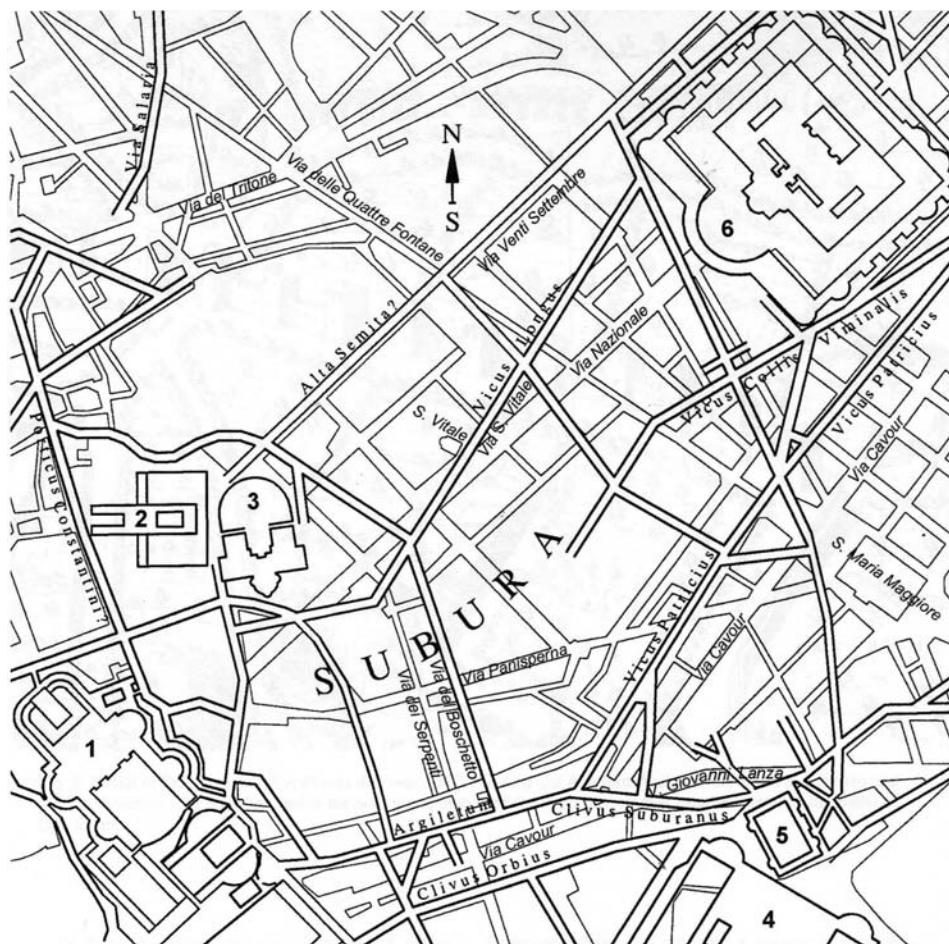 Via Salaria
N
S
Via del Tritone
Via delle Quattre Fontane
Via Venti Settembre
6
Alta Semita?
Vicus Longus
Via Nazionale
Vicus Collis Viminalis
Vicus Patricius
S. Vitale
Via S. Vitale
Via Cavour
Porticus Constantini?
2
3
S. Maria Maggiore
SUBURA
Vicus Patricius
Via Cavour
Via Panisperna
Via dei Serpenti
Via dell Boschetto
1
V. Giovanni Lanza
Argiletum
Clivus Suburanus
Via Cavour
5
Clivus Orbius
4